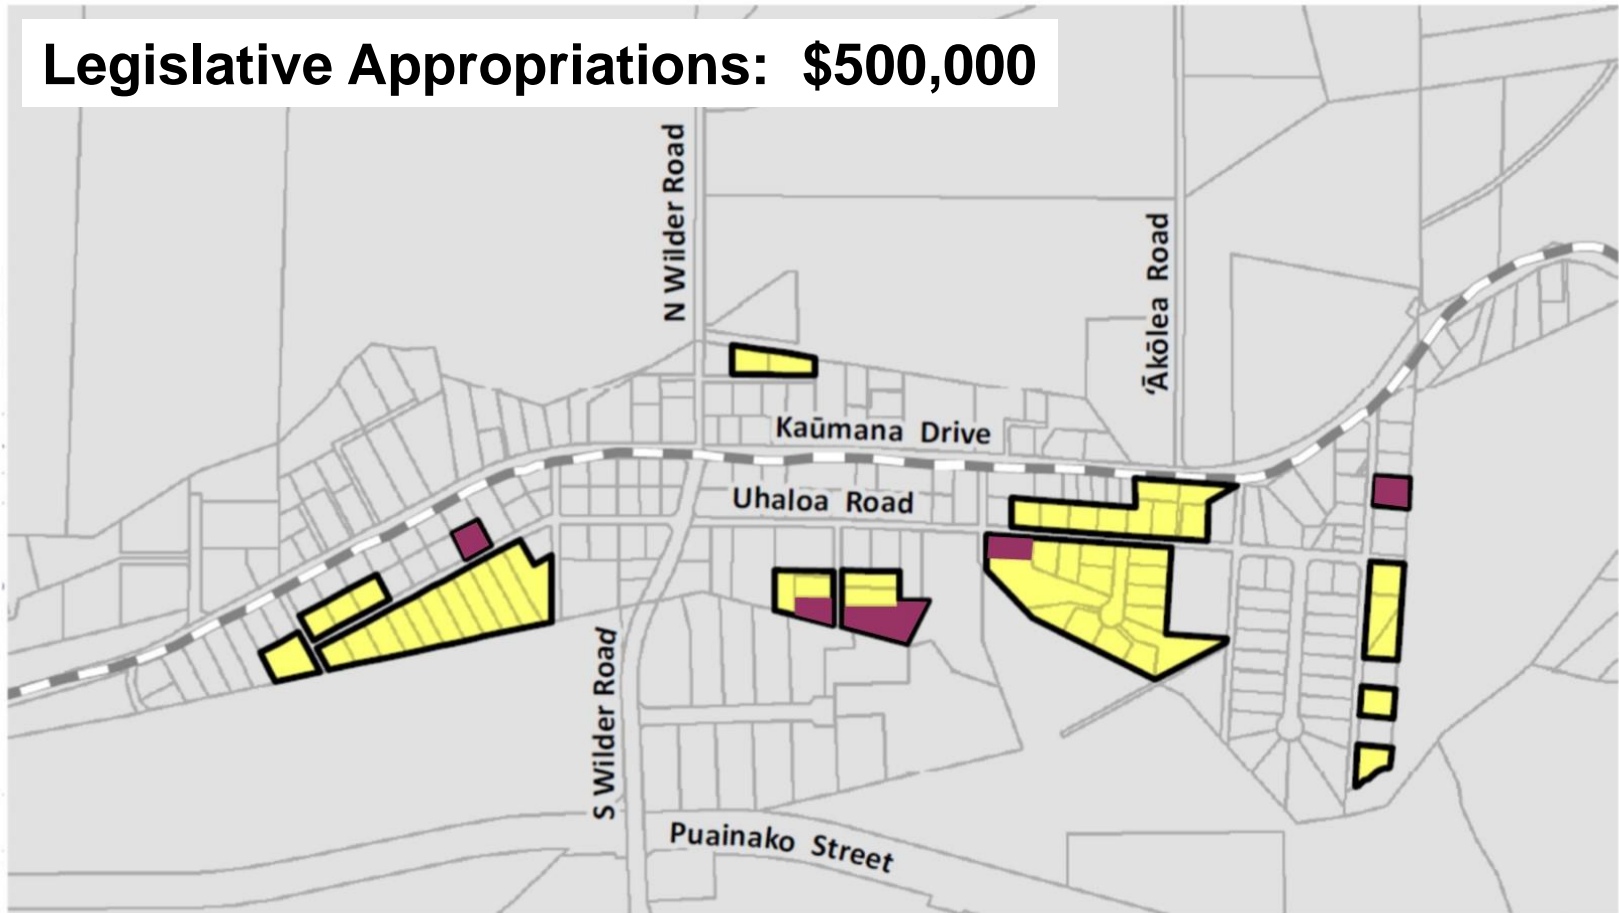 Legislative Appropriations: $500,000
N Wilder Road
ʻĀkōlea Road
Kaūmana Drive
Uhaloa Road
S Wilder Road
Puainako Street